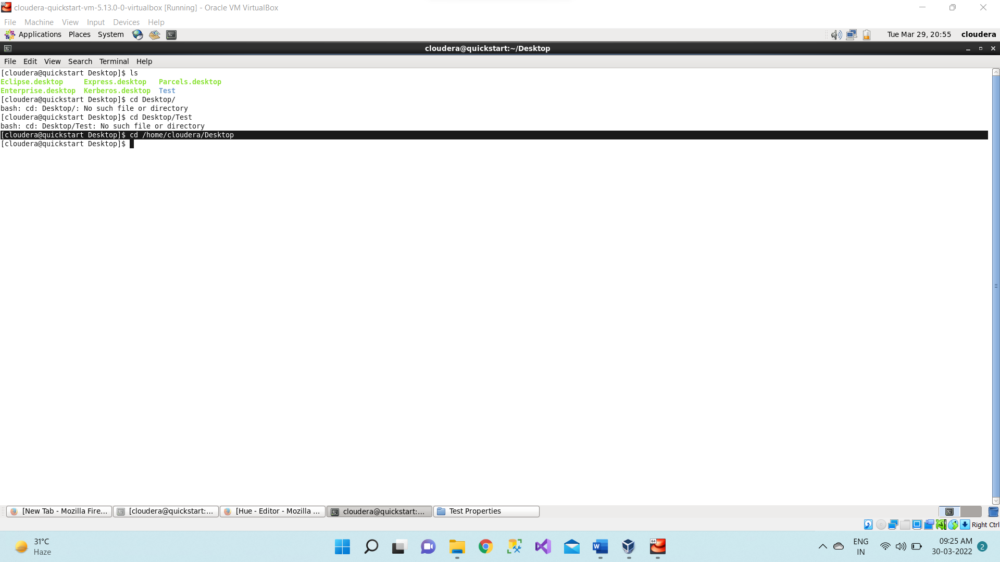 cloudera-quickstart-vm-5.13.0-0-virtualbox [Running] - Oracle VM VirtualBox
File Machine View Input Devices Help
Applications Places System Tue Mar 29, 20:55 cloudera
cloudera@quickstart:~/Desktop
File Edit View Search Terminal Help
[cloudera@quickstart Desktop]$ ls
Eclipse.desktop Express.desktop Parcels.desktop
Enterprise.desktop Kerberos.desktop Test
[cloudera@quickstart Desktop]$ cd Desktop/
bash: cd: Desktop/: No such file or directory
[cloudera@quickstart Desktop]$ cd Desktop/Test
bash: cd: Desktop/Test: No such file or directory
[cloudera@quickstart Desktop]$ cd /home/cloudera/Desktop
[cloudera@quickstart Desktop]$
[New Tab - Mozilla Fire... [cloudera@quickstart:... [Hue - Editor - Mozilla ... cloudera@quickstart:... Test Properties
Right Ctrl
31°C
Haze
ENG
IN
09:25 AM
30-03-2022
2